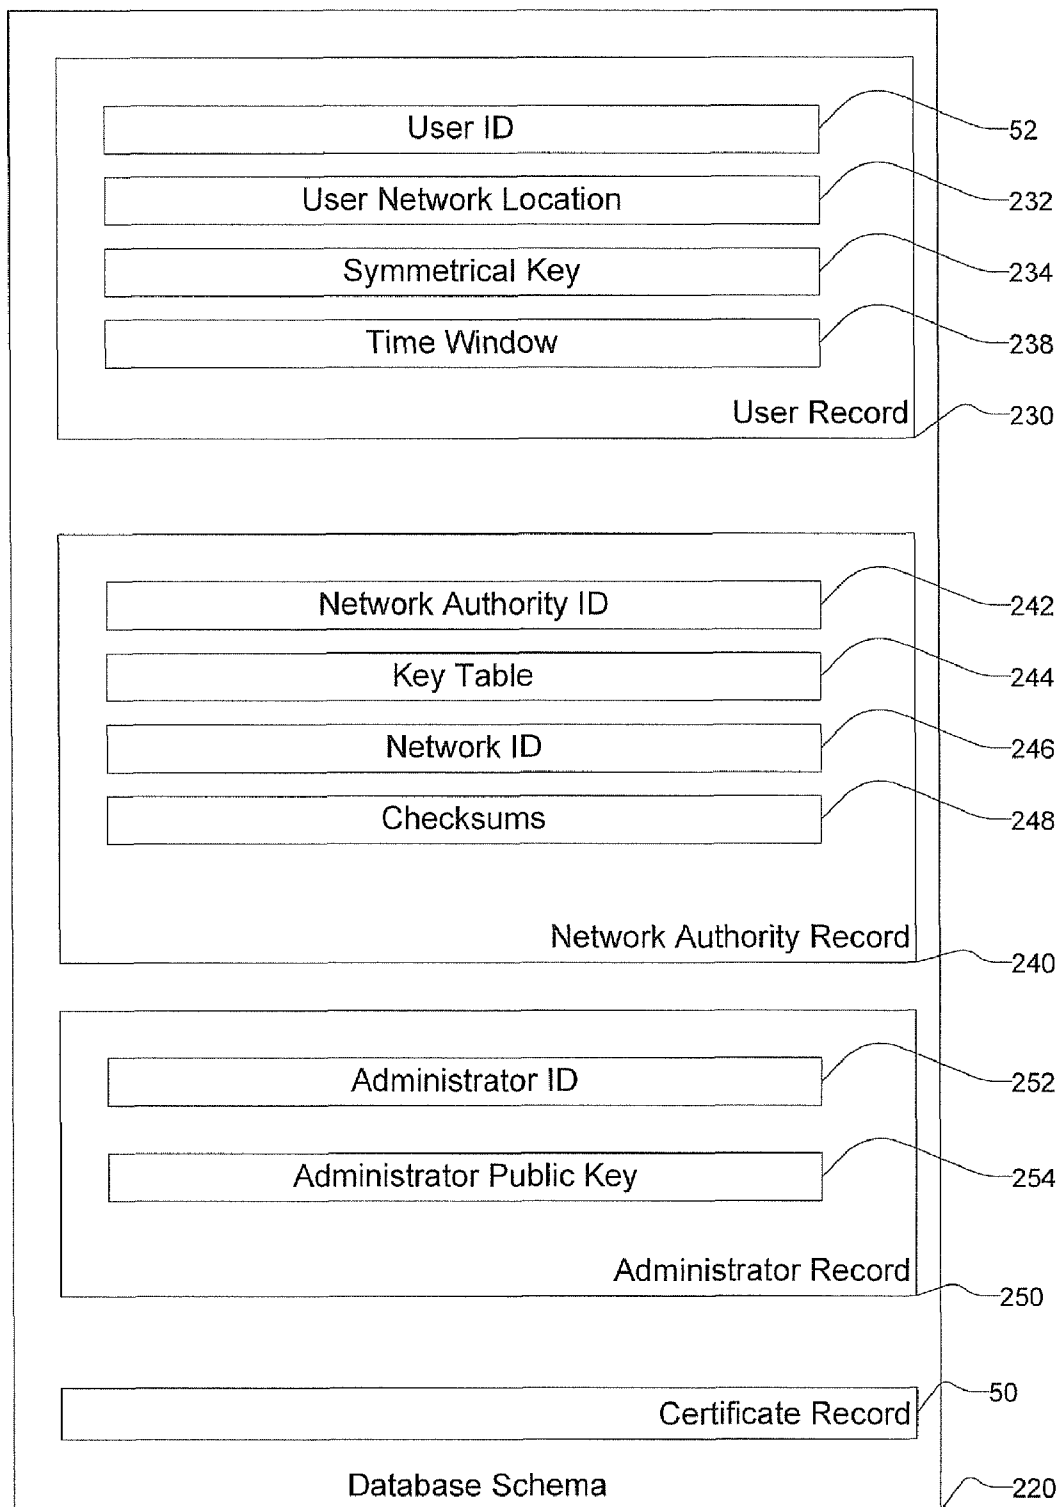 User ID 52
User Network Location 232
Symmetrical Key 234
Time Window 238
User Record 230
Network Authority ID 242
Key Table 244
Network ID 246
Checksums 248
Network Authority Record 240
Administrator ID 252
Administrator Public Key 254
Administrator Record 250
Certificate Record 50
Database Schema 220